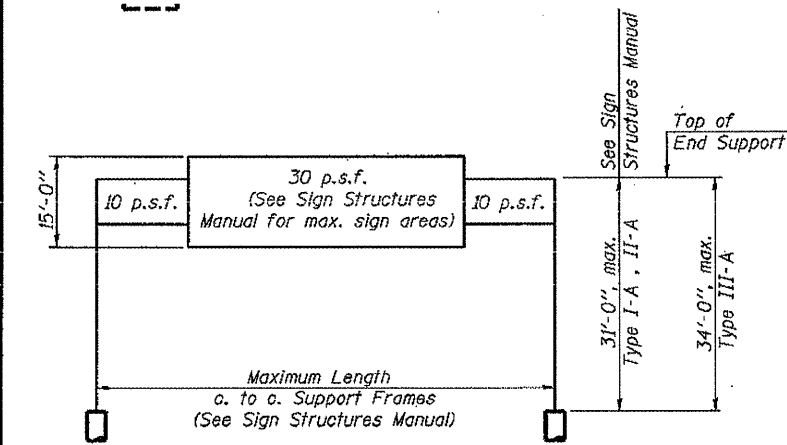 See Sign
Structures Manual
Top of
End Support
15'-0"
10 p.s.f.
30 p.s.f.
(See Sign Structures
Manual for max. sign areas)
10 p.s.f.
31'-0", max.
Type I-A , II-A
34'-0", max.
Type III-A
Maximum Length
c. to c. Support Frames
(See Sign Structures Manual)